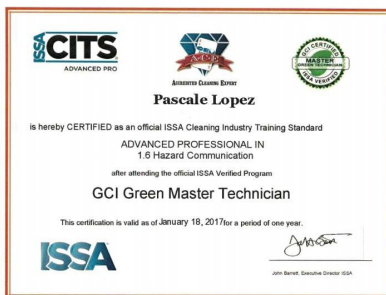 ISSA CITS
ADVANCED PRO
A.C.E
ACCREDITED CLEANING EXPERT
GCI CERTIFIED
MASTER
GREEN TECHNICIAN
ISSA VERIFIED
Pascale Lopez
is hereby CERTIFIED as an official ISSA Cleaning Industry Training Standard
ADVANCED PROFESSIONAL IN
1.6 Hazard Communication
after attending the official ISSA Verified Program
GCI Green Master Technician
This certification is valid as of January 18, 2017for a period of one year.
ISSA
John Barrett, Executive Director ISSA